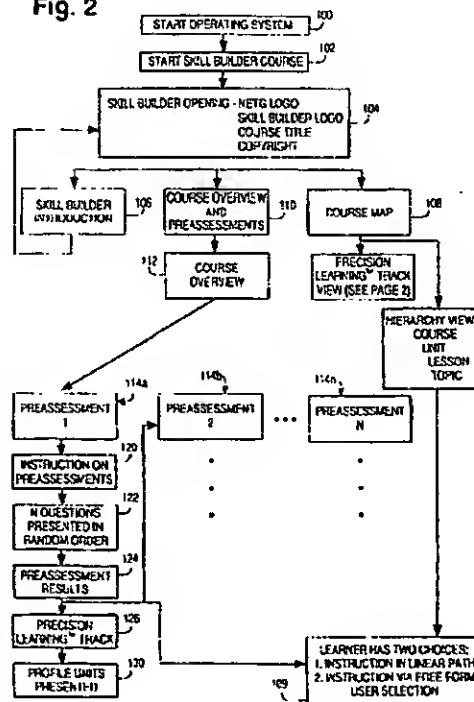 Fig. 2
START OPERATING SYSTEM
100
START SKILL BUILDER COURSE
102
SKILL BUILDER OPENING - NETG LOGO
SKILL BUILDER LOGO
COURSE TITLE
COPYRIGHT
104
SKILL BUILDER
INTRODUCTION
106
COURSE OVERVIEW
AND
PREASSESSMENTS
110
COURSE MAP
108
112
COURSE
OVERVIEW
PRECISION
LEARNING™ TRACK
VIEW (SEE PAGE 2)
HIERARCHY VIEW
COURSE
UNIT
LESSON
TOPIC
PREASSESSMENT
1
114a
PREASSESSMENT
2
114b
• • •
PREASSESSMENT
N
114n
INSTRUCTION ON
PREASSESSMENTS
120
N QUESTIONS
PRESENTED IN
RANDOM ORDER
122
PREASSESSMENT
RESULTS
124
PRECISION
LEARNING™ TRACK
126
PROFILE UNITS
PRESENTED
130
LEARNER HAS TWO CHOICES:
1. INSTRUCTION IN LINEAR PATH
2. INSTRUCTION VIA FREE FORM
USER SELECTION
109